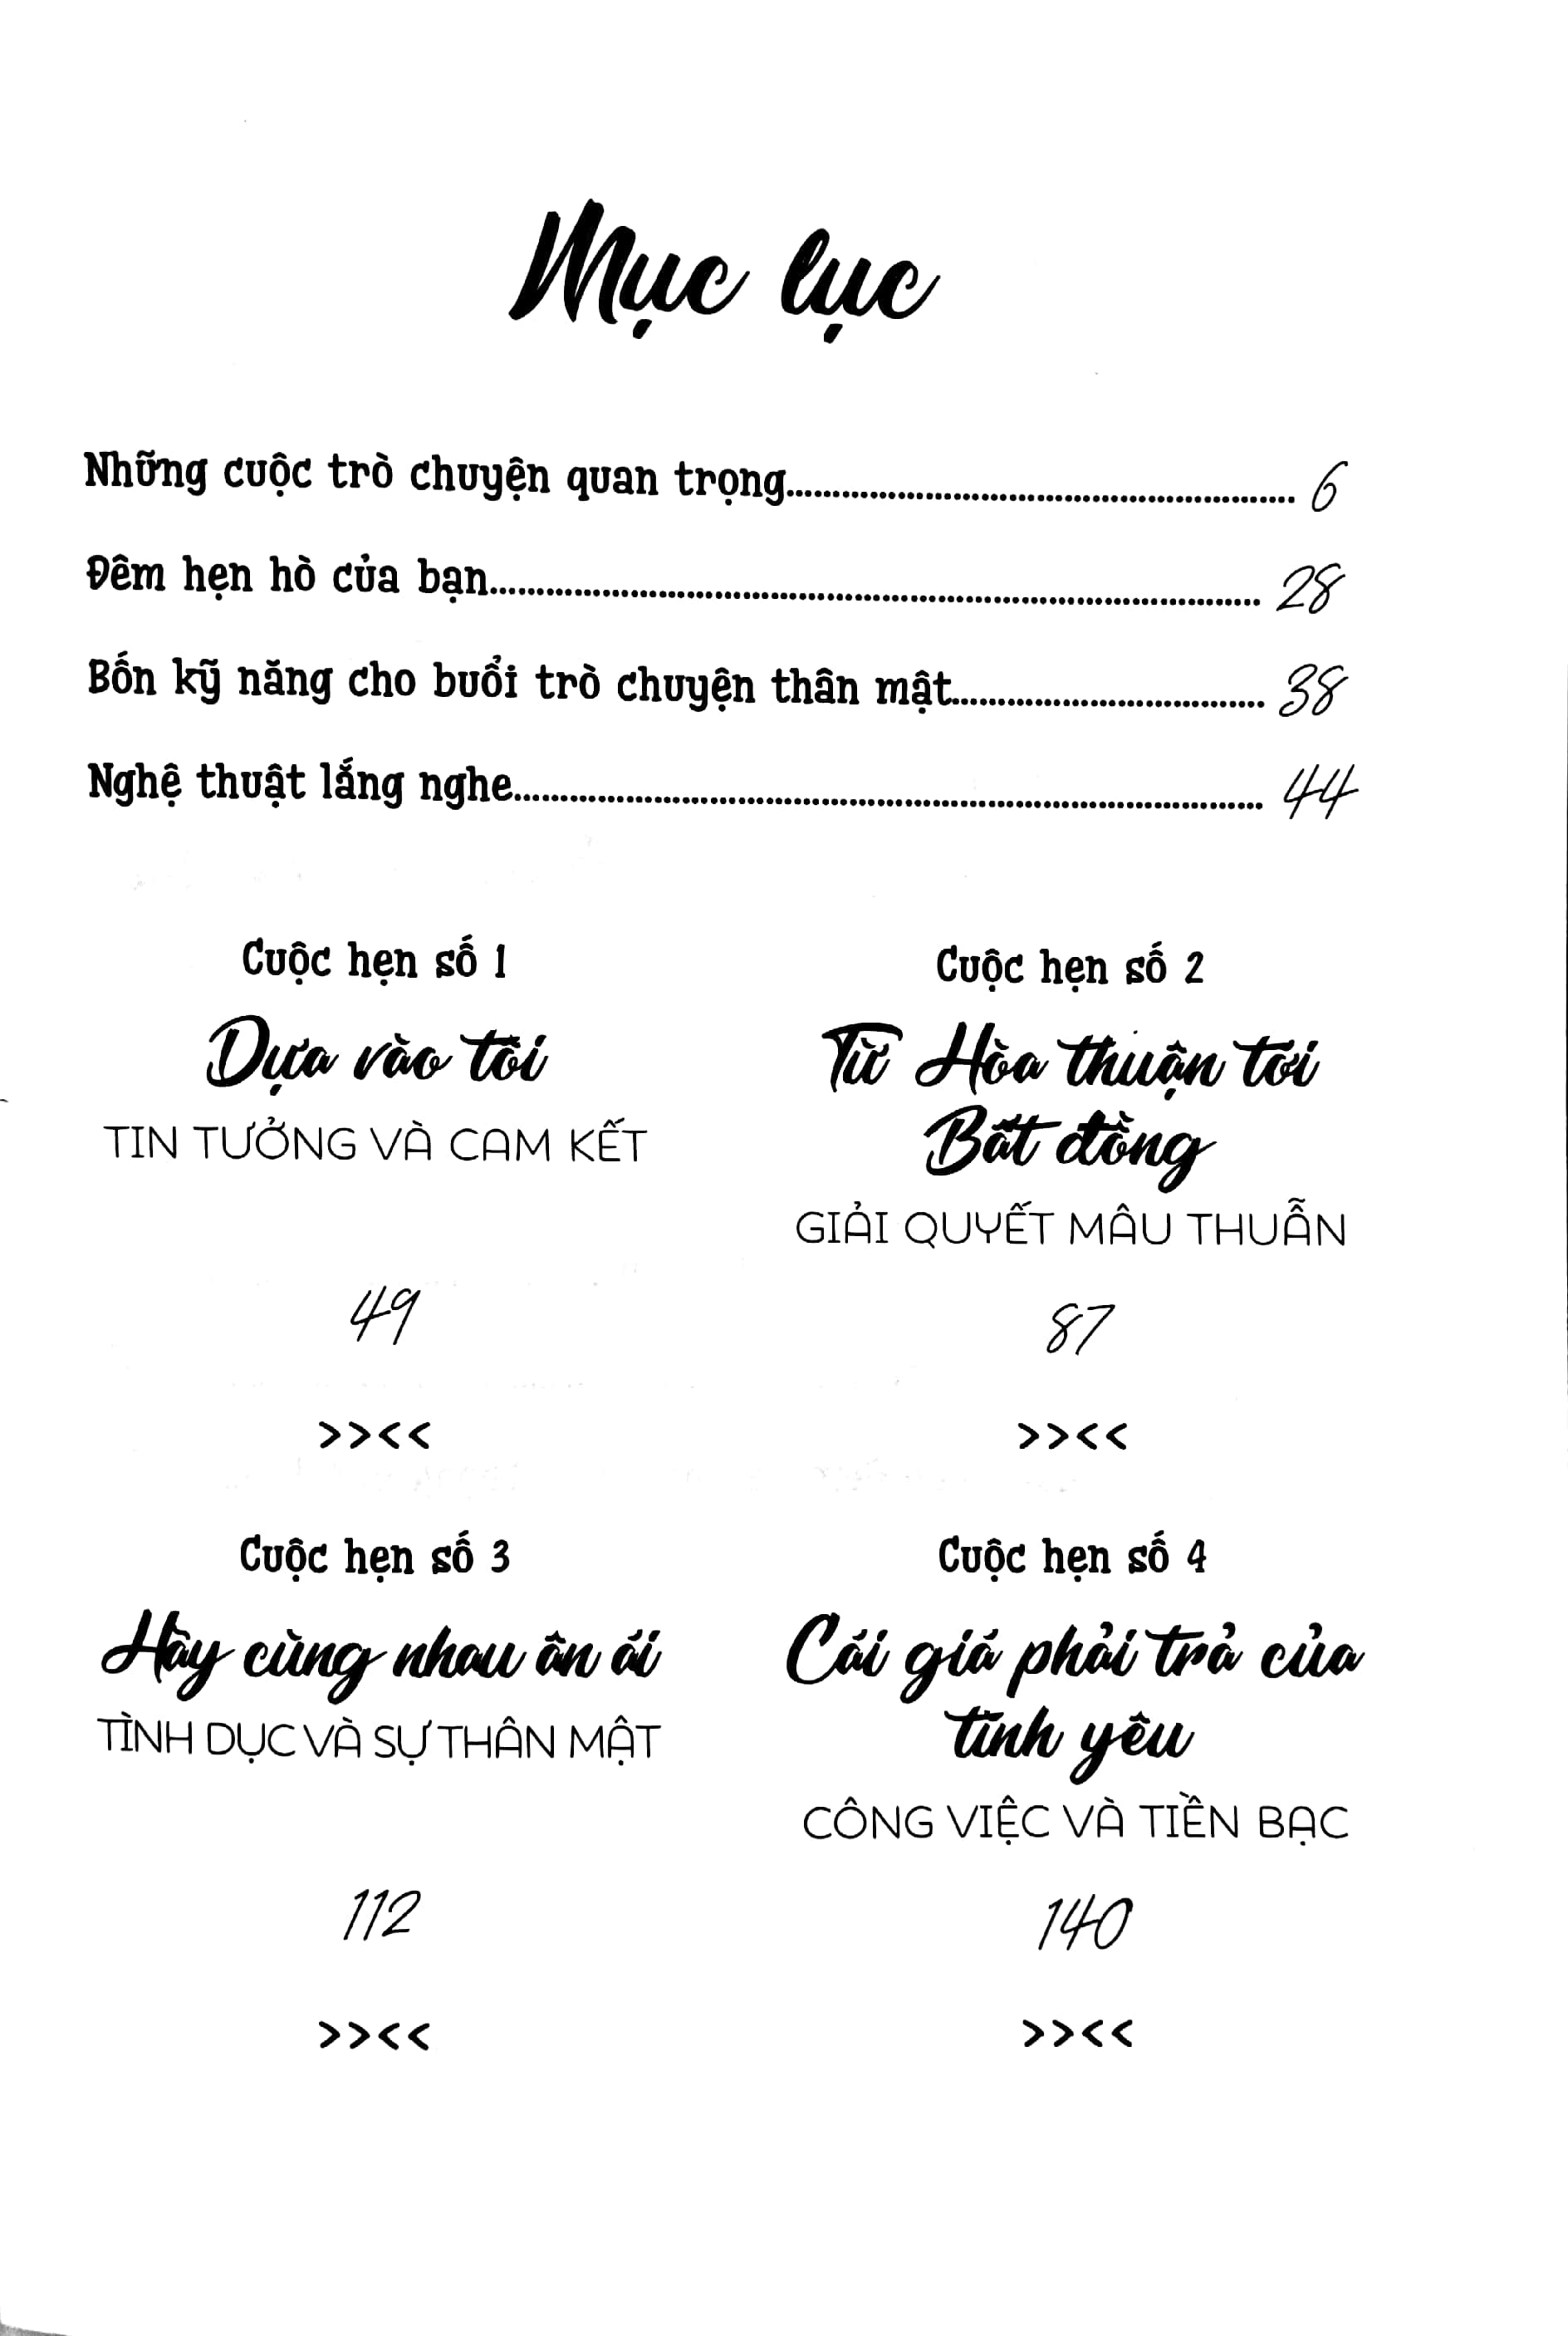 Mục lục
Những cuộc trò chuyện quan trọng............................................................ 6
Đêm hẹn hò của bạn............................................................................................ 28
Bốn kỹ năng cho buổi trò chuyện thân mật..................................... 38
Nghệ thuật lắng nghe.......................................................................................... 44
Cuộc hẹn số 1
Dựa vào tôi
TIN TƯỞNG VÀ CAM KẾT
49
>><<
Cuộc hẹn số 2
Từ Hòa thuận tới
Bất đồng
GIẢI QUYẾT MÂU THUẪN
87
>><<
Cuộc hẹn số 3
Hãy cùng nhau ân ái
TÌNH DỤC VÀ SỰ THÂN MẬT
112
>><<
Cuộc hẹn số 4
Cái giá phải trả của
tình yêu
CÔNG VIỆC VÀ TIỀN BẠC
140
>><<